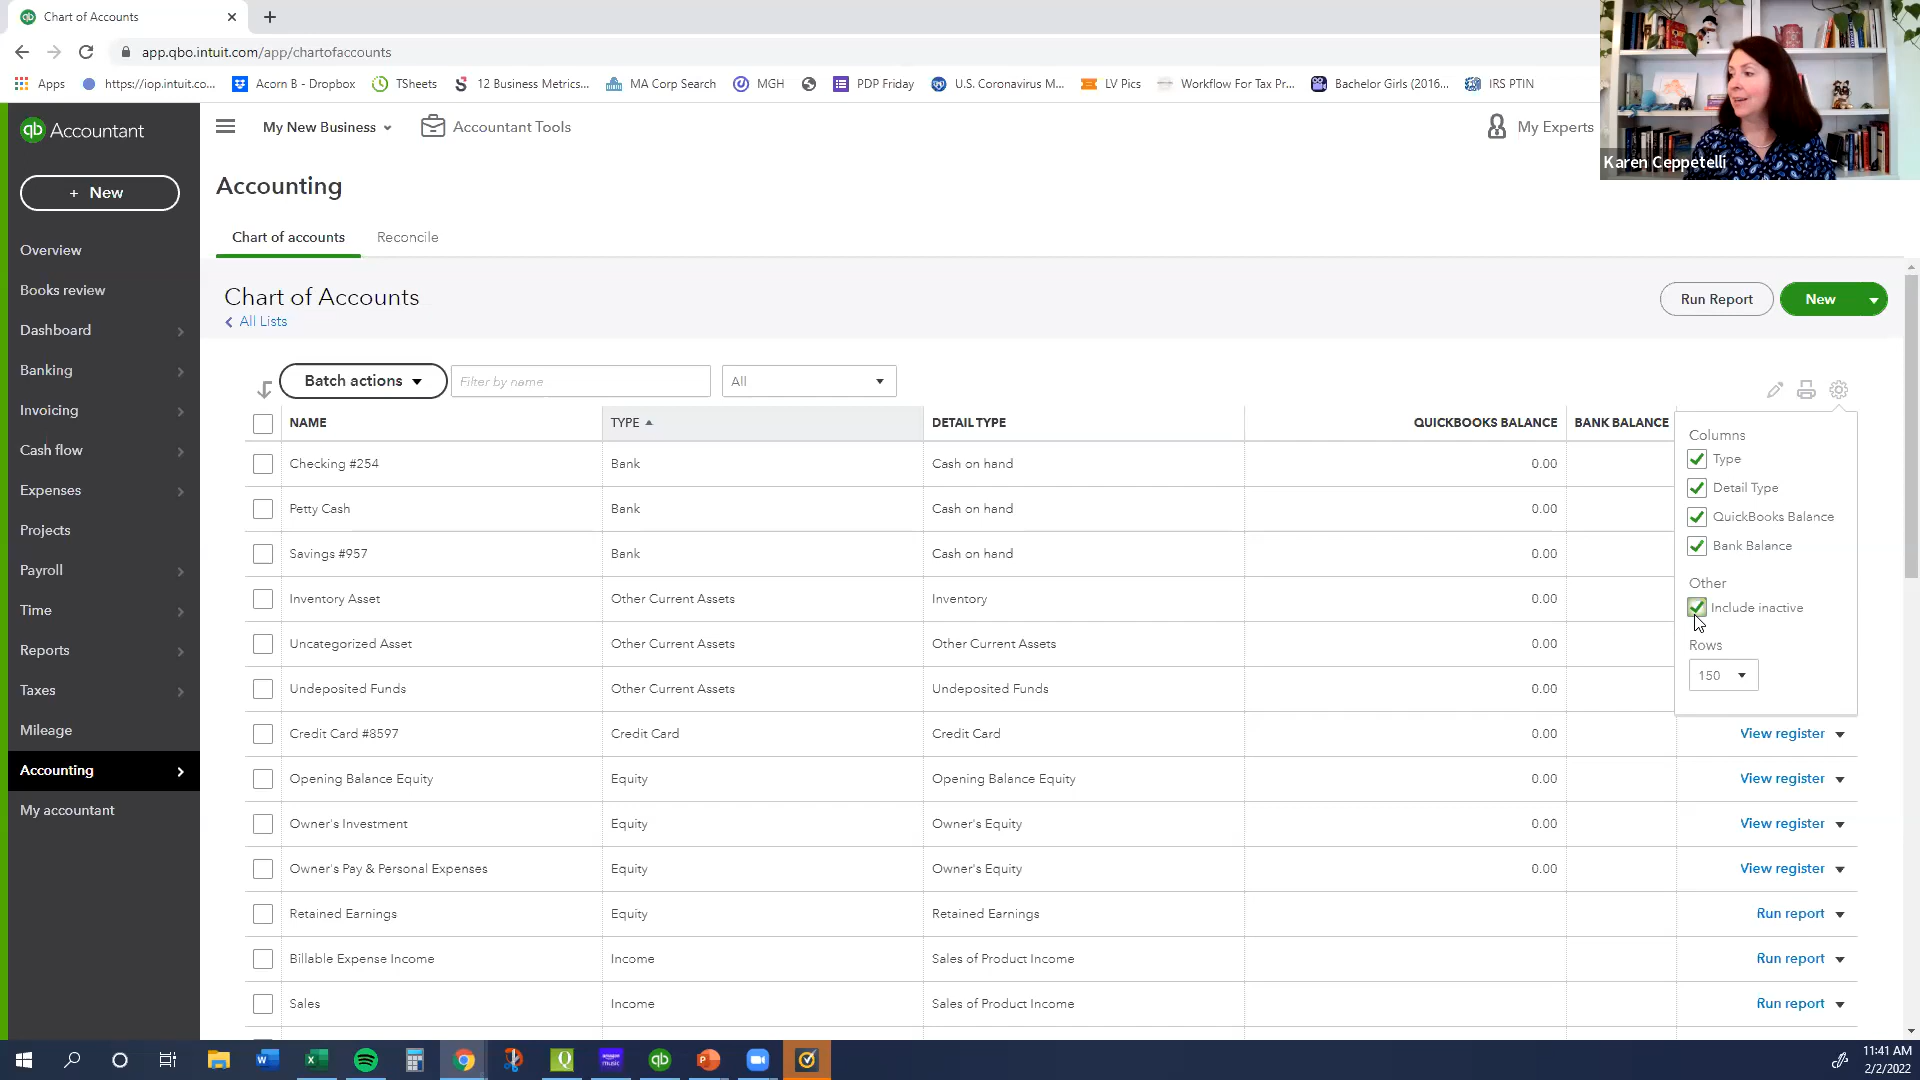 Chart of Accounts
app.qbo.intuit.com/app/chartofaccounts
Apps
https://iop.intuit.co...
Acorn B - Dropbox
TSheets
12 Business Metrics...
MA Corp Search
MGH
PDP Friday
U.S. Coronavirus M...
LV Pics
Workflow For Tax Pr...
Bachelor Girls (2016...
IRS PTIN
Karen Ceppetelli
qb Accountant
My New Business
Accountant Tools
My Experts
+ New
Overview
Books review
Dashboard
Banking
Invoicing
Cash flow
Expenses
Projects
Payroll
Time
Reports
Taxes
Mileage
Accounting
My accountant
Accounting
Chart of accounts Reconcile
Chart of Accounts
All Lists
Run Report
New
Batch actions
Filter by name
All
NAME TYPE DETAIL TYPE QUICKBOOKS BALANCE BANK BALANCE
Checking #254 Bank Cash on hand 0.00
Petty Cash Bank Cash on hand 0.00
Savings #957 Bank Cash on hand 0.00
Inventory Asset Other Current Assets Inventory 0.00
Uncategorized Asset Other Current Assets Other Current Assets 0.00
Undeposited Funds Other Current Assets Undeposited Funds 0.00
Credit Card #8597 Credit Card Credit Card 0.00 View register
Opening Balance Equity Equity Opening Balance Equity 0.00 View register
Owner's Investment Equity Owner's Equity 0.00 View register
Owner's Pay & Personal Expenses Equity Owner's Equity 0.00 View register
Retained Earnings Equity Retained Earnings Run report
Billable Expense Income Income Sales of Product Income Run report
Sales Income Sales of Product Income Run report
Columns
Type
Detail Type
QuickBooks Balance
Bank Balance
Other
Include inactive
Rows
150
11:41 AM
2/2/2022